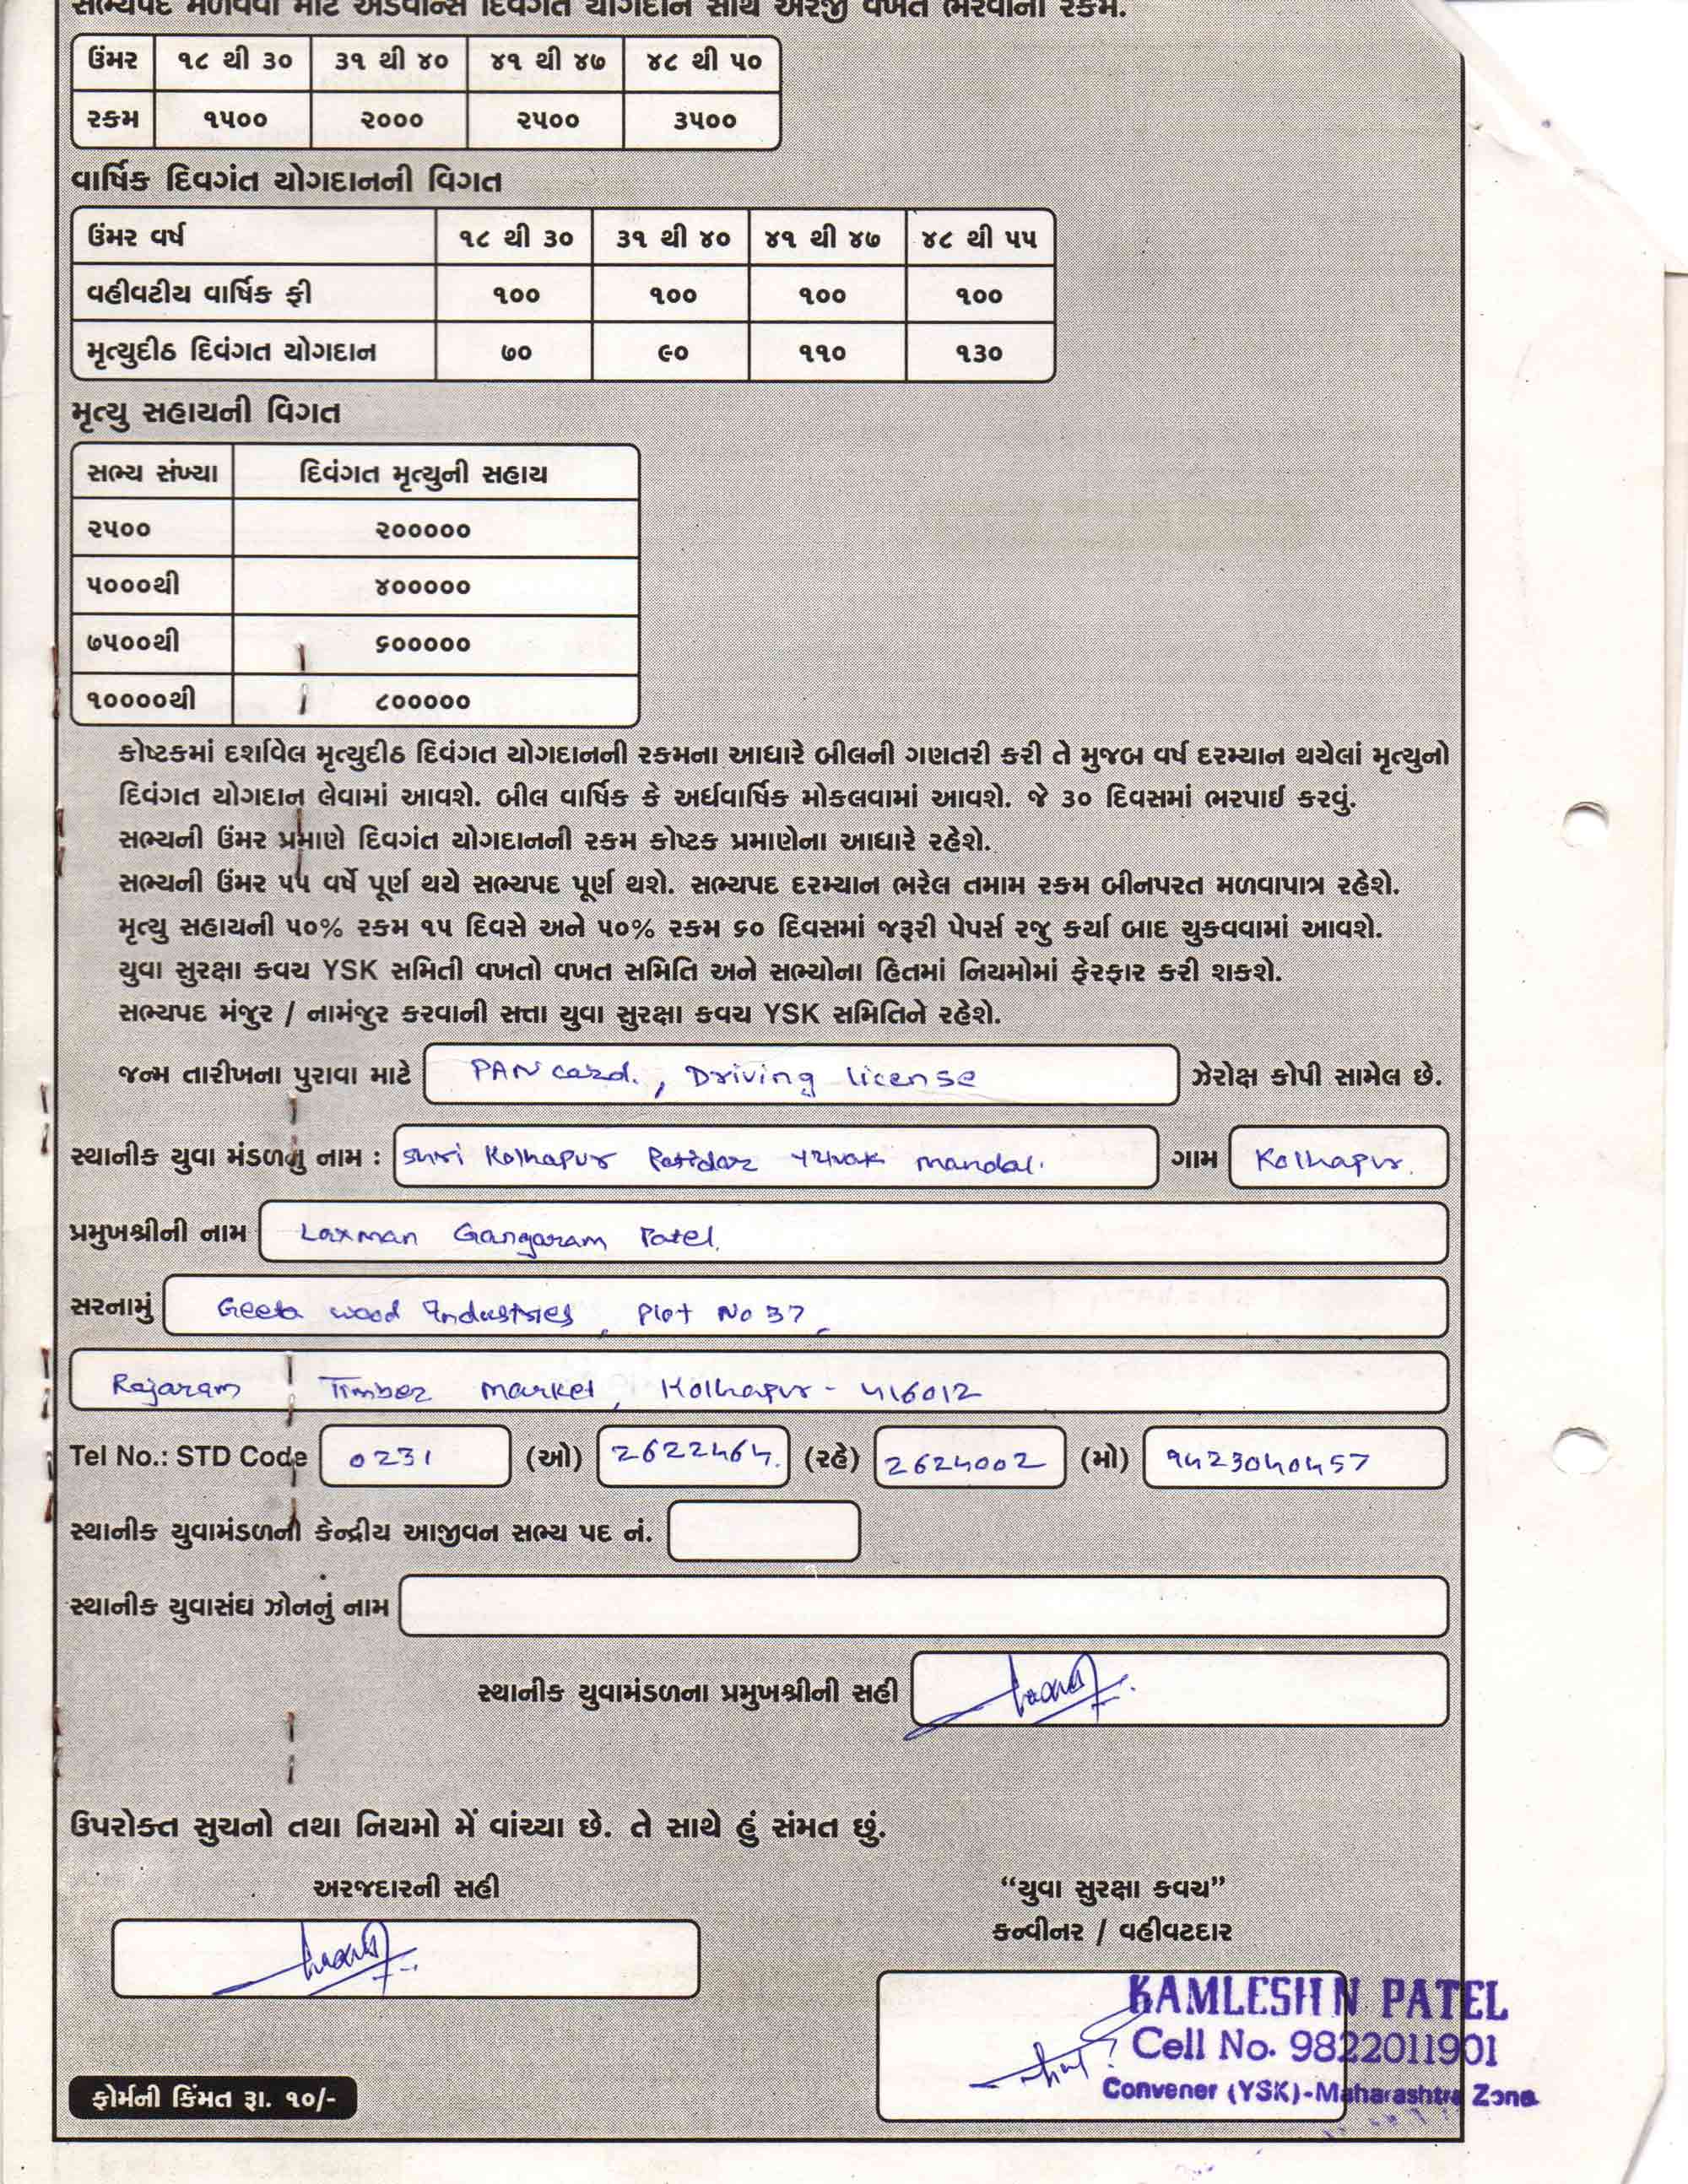 સભ્યપદ મળવવા માટે એડવાન્સ દિવંગત યોગદાન સાથે અરજી વખતે ભરવાની રકમ.
ઉંમર ૧૮ થી ૩૦ ૩૧ થી ૪૦ ૪૧ થી ૪૭ ૪૮ થી ૫૦
રકમ ૧૫૦૦ ૨૦૦૦ ૨૫૦૦ ૩૫૦૦
વાર્ષિક દિવગંત યોગદાનની વિગત
ઉંમર વર્ષ ૧૮ થી ૩૦ ૩૧ થી ૪૦ ૪૧ થી ૪૭ ૪૮ થી ૫૫
વહીવટીય વાર્ષિક ફી ૧૦૦ ૧૦૦ ૧૦૦ ૧૦૦
મૃત્યુદીઠ દિવંગત યોગદાન ૭૦ ૯૦ ૧૧૦ ૧૩૦
મૃત્યુ સહાયની વિગત
સભ્ય સંખ્યા દિવંગત મૃત્યુની સહાય
૨૫૦૦ ૨૦૦૦૦૦
૫૦૦૦થી ૪૦૦૦૦૦
૭૫૦૦થી ૬૦૦૦૦૦
૧૦૦૦૦થી ૮૦૦૦૦૦
કોષ્ટકમાં દર્શાવેલ મૃત્યુદીઠ દિવંગત યોગદાનની રકમના આધારે બીલની ગણતરી કરી તે મુજબ વર્ષ દરમ્યાન થયેલાં મૃત્યુનો
દિવંગત યોગદાન લેવામાં આવશે. બીલ વાર્ષિક કે અર્ધવાર્ષિક મોકલવામાં આવશે. જે ૩૦ દિવસમાં ભરપાઈ કરવું.
સભ્યની ઉંમર પ્રમાણે દિવગંત યોગદાનની રકમ કોષ્ટક પ્રમાણેના આધારે રહેશે.
સભ્યની ઉંમર ૫૫ વર્ષે પૂર્ણ થયે સભ્યપદ પૂર્ણ થશે. સભ્યપદ દરમ્યાન ભરેલ તમામ રકમ બીનપરત મળવાપાત્ર રહેશે.
મૃત્યુ સહાયની ૫૦% રકમ ૧૫ દિવસે અને ૫૦% રકમ ૬૦ દિવસમાં જરૂરી પેપર્સ રજુ કર્યા બાદ ચુકવવામાં આવશે.
યુવા સુરક્ષા કવચ YSK સમિતી વખતો વખત સમિતિ અને સભ્યોના હિતમાં નિયમોમાં ફેરફાર કરી શકશે.
સભ્યપદ મંજુર / નામંજુર કરવાની સત્તા યુવા સુરક્ષા કવચ YSK સમિતિને રહેશે.
જન્મ તારીખના પુરાવા માટે PAN card. , Driving license ઝેરોક્ષ કોપી સામેલ છે.
સ્થાનીક યુવા મંડળનુ નામ : Shri Kolhapur Patidar Yuvak mandal. ગામ Kolhapur.
પ્રમુખશ્રીની નામ Laxman Gangaram Patel.
સરનામું Geeta wood Industries , Plot No 37,
Rajaram Timber market, Kolhapur - 416012
Tel No.: STD Code 0231 (ઓ) 2622464. (રહે) 2624002 (મો) 9423040457
સ્થાનીક યુવામંડળનો કેન્દ્રીય આજીવન સભ્ય પદ નં.
સ્થાનીક યુવાસંઘ ઝોનનું નામ
સ્થાનીક યુવામંડળના પ્રમુખશ્રીની સહી
ઉપરોક્ત સુચનો તથા નિયમો મેં વાંચ્યા છે. તે સાથે હું સંમત છું.
અરજદારની સહી
“યુવા સુરક્ષા કવચ”
કન્વીનર / વહીવટદાર
KAMLESH N PATEL
Cell No. 9822011901
Convener (YSK)-Maharashtra Zone
ફોર્મની કિંમત રૂા. ૧૦/-